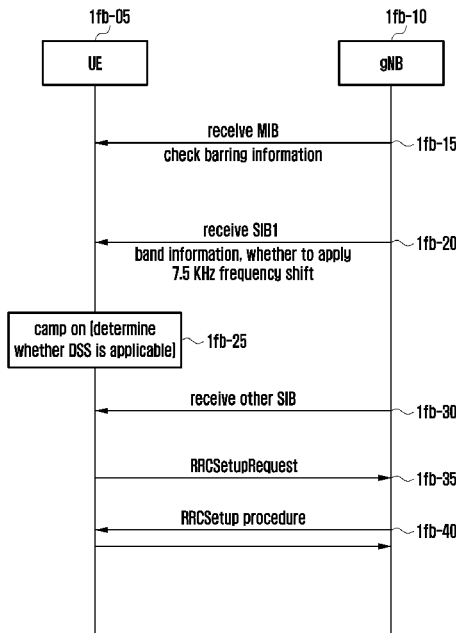 1fb-05
1fb-10
UE
gNB
receive MIB
check barring information
1fb-15
receive SIB1
1fb-20
band information, whether to apply
7.5 KHz frequency shift
camp on (determine
whether DSS is applicable)
1fb-25
receive other SIB
1fb-30
RRCSetupRequest
1fb-35
RRCSetup procedure
1fb-40